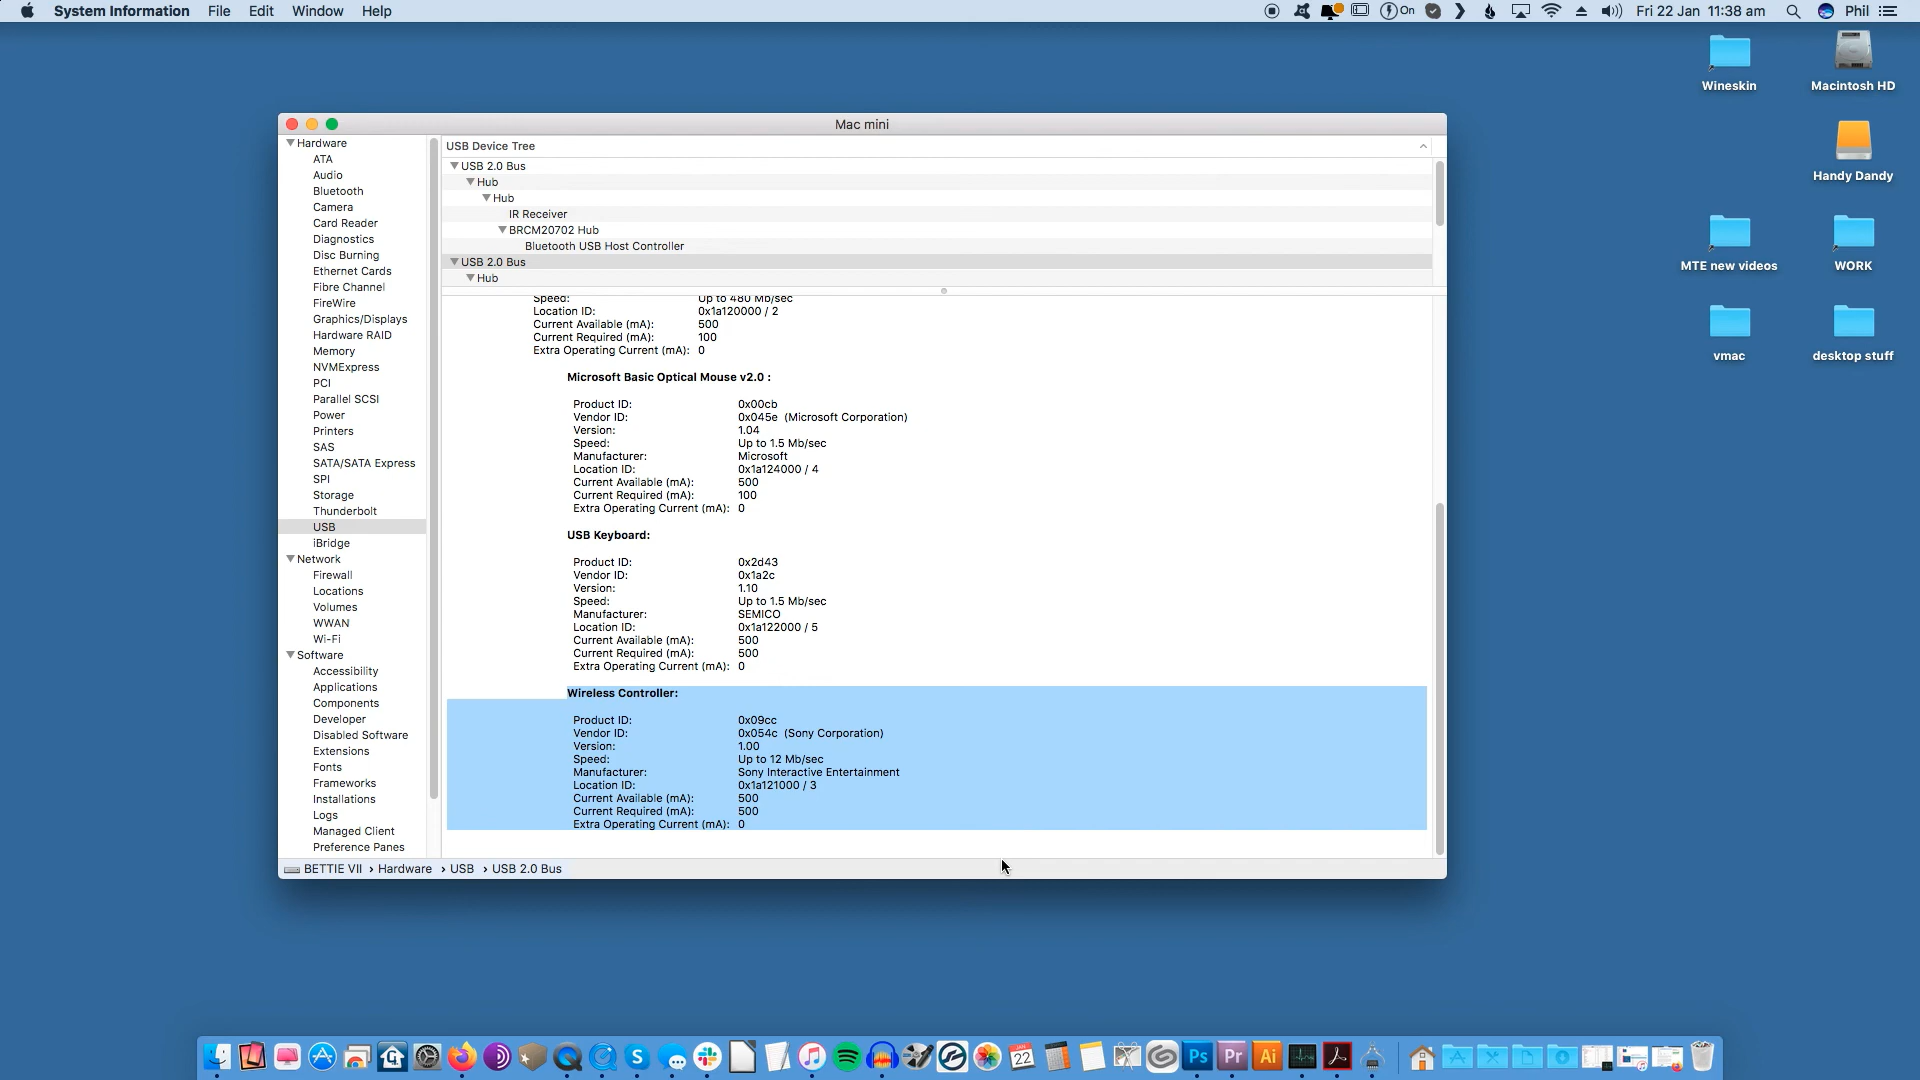 System Information File Edit Window Help
On Fri 22 Jan 11:38 am Phil
Wineskin
Macintosh HD
Handy Dandy
MTE new videos
WORK
vmac
desktop stuff
Mac mini
Hardware
ATA
Audio
Bluetooth
Camera
Card Reader
Diagnostics
Disc Burning
Ethernet Cards
Fibre Channel
FireWire
Graphics/Displays
Hardware RAID
Memory
NVMExpress
PCI
Parallel SCSI
Power
Printers
SAS
SATA/SATA Express
SPI
Storage
Thunderbolt
USB
iBridge
Network
Firewall
Locations
Volumes
WWAN
Wi-Fi
Software
Accessibility
Applications
Components
Developer
Disabled Software
Extensions
Fonts
Frameworks
Installations
Logs
Managed Client
Preference Panes
USB Device Tree
USB 2.0 Bus
Hub
Hub
IR Receiver
BRCM20702 Hub
Bluetooth USB Host Controller
USB 2.0 Bus
Hub
Speed: Up to 480 Mb/sec
Location ID: 0x1a120000 / 2
Current Available (mA): 500
Current Required (mA): 100
Extra Operating Current (mA): 0
Microsoft Basic Optical Mouse v2.0 :
Product ID: 0x00cb
Vendor ID: 0x045e (Microsoft Corporation)
Version: 1.04
Speed: Up to 1.5 Mb/sec
Manufacturer: Microsoft
Location ID: 0x1a124000 / 4
Current Available (mA): 500
Current Required (mA): 100
Extra Operating Current (mA): 0
USB Keyboard:
Product ID: 0x2d43
Vendor ID: 0x1a2c
Version: 1.10
Speed: Up to 1.5 Mb/sec
Manufacturer: SEMICO
Location ID: 0x1a122000 / 5
Current Available (mA): 500
Current Required (mA): 500
Extra Operating Current (mA): 0
Wireless Controller:
Product ID: 0x09cc
Vendor ID: 0x054c (Sony Corporation)
Version: 1.00
Speed: Up to 12 Mb/sec
Manufacturer: Sony Interactive Entertainment
Location ID: 0x1a121000 / 3
Current Available (mA): 500
Current Required (mA): 500
Extra Operating Current (mA): 0
BETTIE VII › Hardware › USB › USB 2.0 Bus
22 Ps Pr Ai